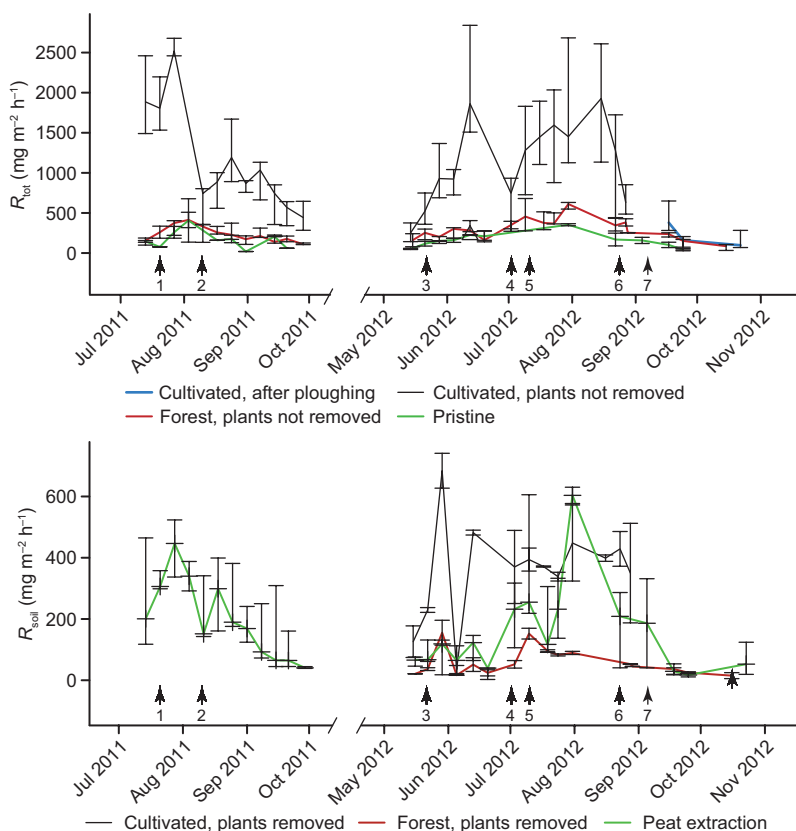 R tot (mg m–2 h–1)
2500
2000
1500
1000
500
0
1 2 3 4 5 6 7
Jul 2011 Aug 2011 Sep 2011 Oct 2011 May 2012 Jun 2012 Jul 2012 Aug 2012 Sep 2012 Oct 2012 Nov 2012
Cultivated, after ploughing Cultivated, plants not removed
Forest, plants not removed Pristine
R soil (mg m–2 h–1)
600
400
200
0
1 2 3 4 5 6 7
Jul 2011 Aug 2011 Sep 2011 Oct 2011 May 2012 Jun 2012 Jul 2012 Aug 2012 Sep 2012 Oct 2012 Nov 2012
Cultivated, plants removed Forest, plants removed Peat extraction